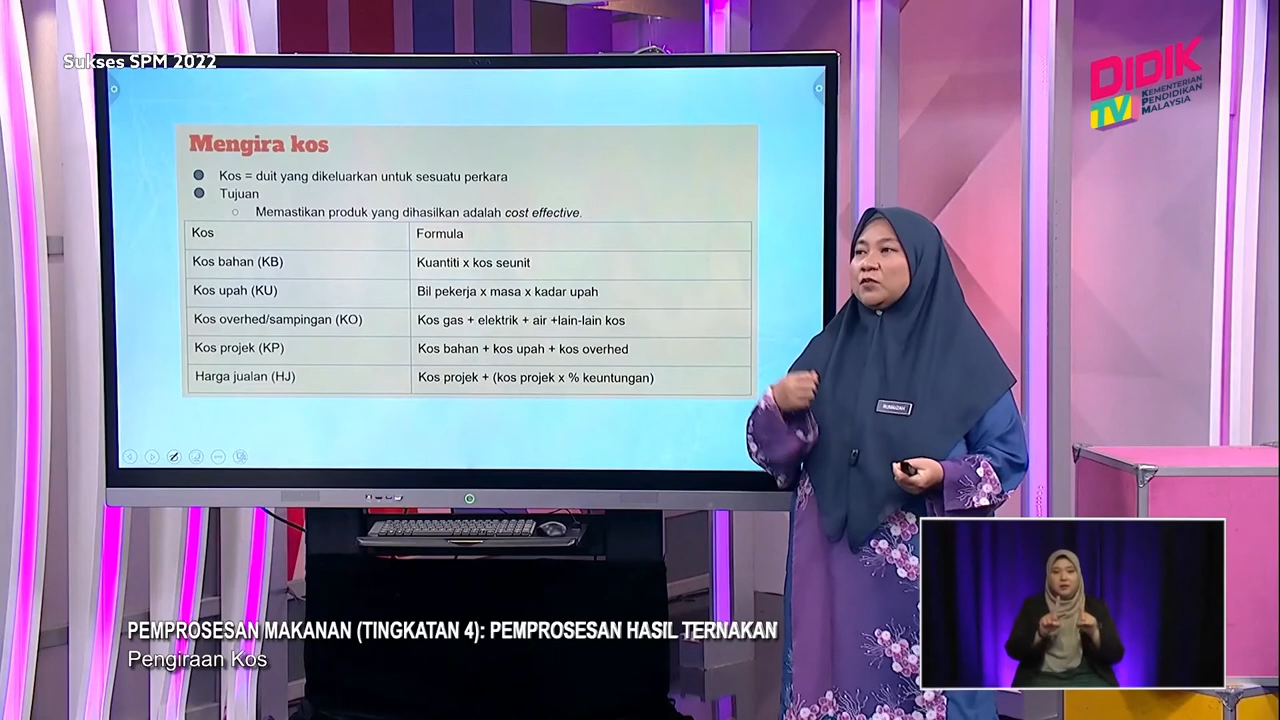 Sukses SPM 2022
DIDIK
TV
KEMENTERIAN
PENDIDIKAN
MALAYSIA
Mengira kos
Kos = duit yang dikeluarkan untuk sesuatu perkara
Tujuan
Memastikan produk yang dihasilkan adalah cost effective.
Kos Formula
Kos bahan (KB) Kuantiti x kos seunit
Kos upah (KU) Bil pekerja x masa x kadar upah
Kos overhed/sampingan (KO) Kos gas + elektrik + air +lain-lain kos
Kos projek (KP) Kos bahan + kos upah + kos overhed
Harga jualan (HJ) Kos projek + (kos projek x % keuntungan)
RUMAIZAH
PEMPROSESAN MAKANAN (TINGKATAN 4): PEMPROSESAN HASIL TERNAKAN
Pengiraan Kos